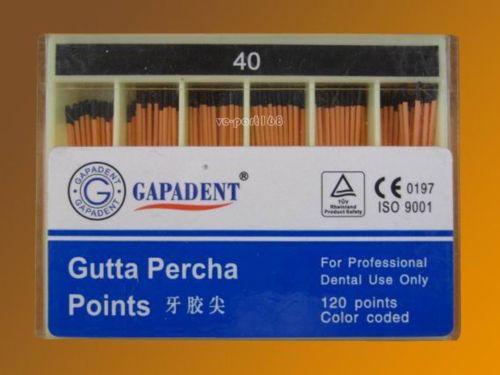 40
vc-port168
GAPADENT
GAPADENT
G
GAPADENT®
TÜV
Rheinland
Product Safety
CE 0197
ISO 9001
Gutta Percha
Points 牙胶尖
For Professional
Dental Use Only
120 points
Color coded